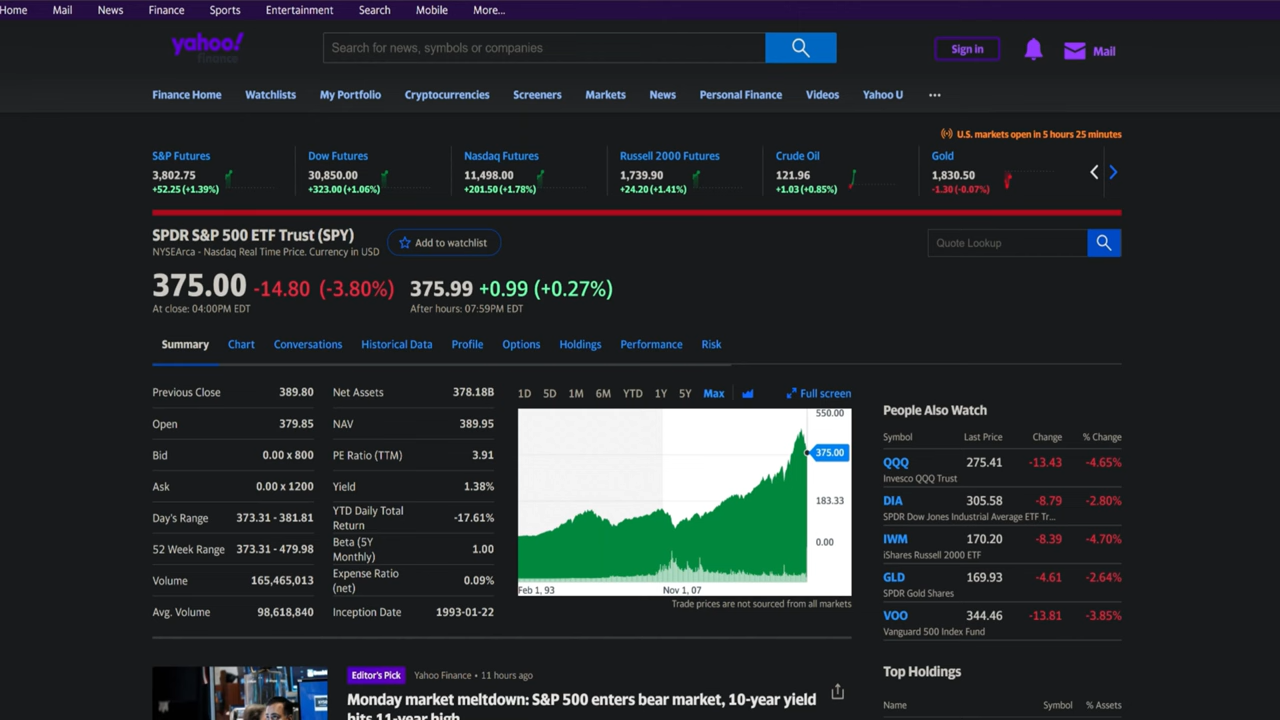 Home Mail News Finance Sports Entertainment Search Mobile More...
yahoo!
finance
Search for news, symbols or companies
Sign in
Mail
Finance Home Watchlists My Portfolio Cryptocurrencies Screeners Markets News Personal Finance Videos Yahoo U ...
U.S. markets open in 5 hours 25 minutes
S&P Futures Dow Futures Nasdaq Futures Russell 2000 Futures Crude Oil Gold
3,802.75 30,850.00 11,498.00 1,739.90 121.96 1,830.50
+52.25 (+1.39%) +323.00 (+1.06%) +201.50 (+1.78%) +24.20 (+1.41%) +1.03 (+0.85%) -1.30 (-0.07%)
SPDR S&P 500 ETF Trust (SPY)
Add to watchlist
Quote Lookup
NYSEArca - Nasdaq Real Time Price. Currency in USD
375.00 -14.80 (-3.80%) 375.99 +0.99 (+0.27%)
At close: 04:00PM EDT After hours: 07:59PM EDT
Summary Chart Conversations Historical Data Profile Options Holdings Performance Risk
Previous Close 389.80
Open 379.85
Bid 0.00 x 800
Ask 0.00 x 1200
Day's Range 373.31 - 381.81
52 Week Range 373.31 - 479.98
Volume 165,465,013
Avg. Volume 98,618,840
Net Assets 378.18B
NAV 389.95
PE Ratio (TTM) 3.91
Yield 1.38%
YTD Daily Total
Return -17.61%
Beta (5Y
Monthly) 1.00
Expense Ratio
(net) 0.09%
Inception Date 1993-01-22
1D 5D 1M 6M YTD 1Y 5Y Max Full screen
550.00
375.00
183.33
0.00
Feb 1, 93 Nov 1, 07
Trade prices are not sourced from all markets
People Also Watch
Symbol Last Price Change % Change
QQQ 275.41 -13.43 -4.65%
Invesco QQQ Trust
DIA 305.58 -8.79 -2.80%
SPDR Dow Jones Industrial Average ETF Tr...
IWM 170.20 -8.39 -4.70%
iShares Russell 2000 ETF
GLD 169.93 -4.61 -2.64%
SPDR Gold Shares
VOO 344.46 -13.81 -3.85%
Vanguard 500 Index Fund
Top Holdings
Name Symbol % Assets
Editor's Pick Yahoo Finance • 11 hours ago
Monday market meltdown: S&P 500 enters bear market, 10-year yield
hits 11-year high